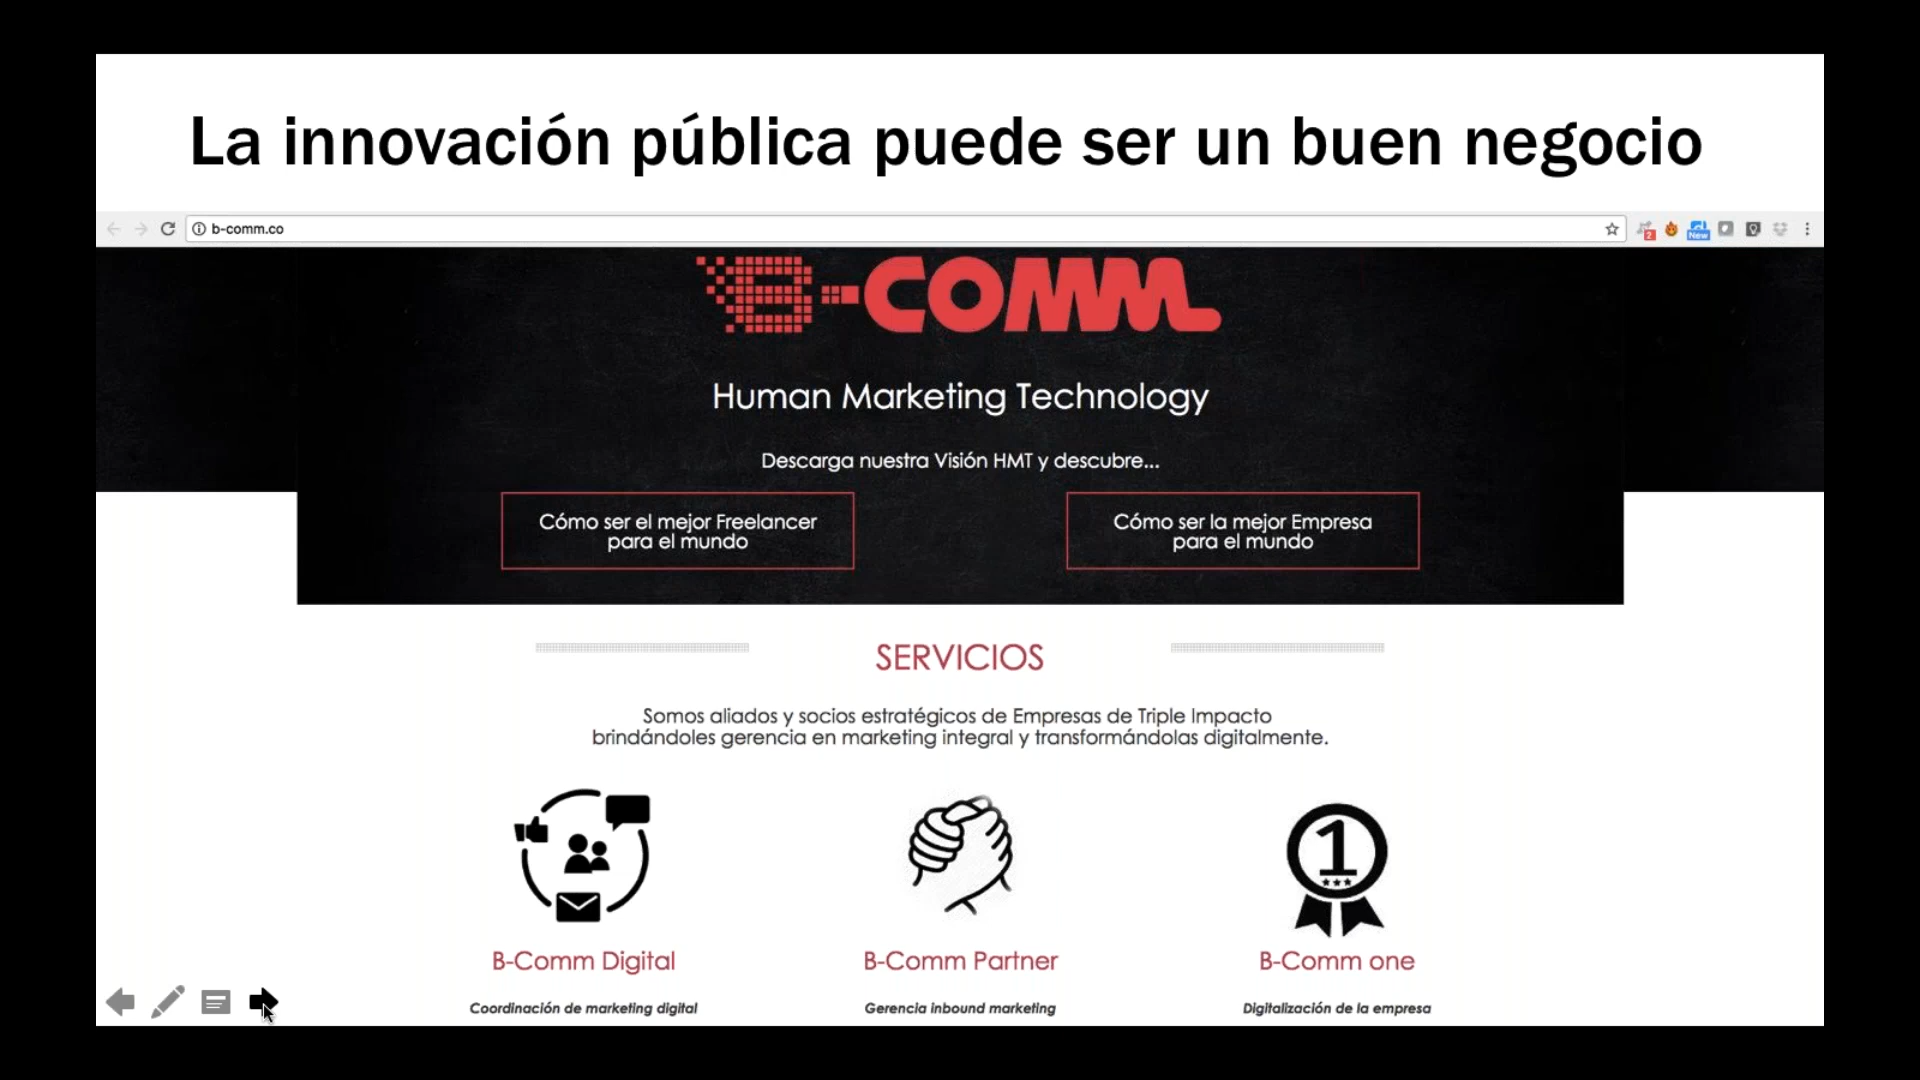 La innovación pública puede ser un buen negocio
b-comm.co
2
New
B-COMM
Human Marketing Technology
Descarga nuestra Visión HMT y descubre...
Cómo ser el mejor Freelancer
para el mundo
Cómo ser la mejor Empresa
para el mundo
SERVICIOS
Somos aliados y socios estratégicos de Empresas de Triple Impacto
brindándoles gerencia en marketing integral y transformándolas digitalmente.
1
B-Comm Digital
B-Comm Partner
B-Comm one
Coordinación de marketing digital
Gerencia inbound marketing
Digitalización de la empresa